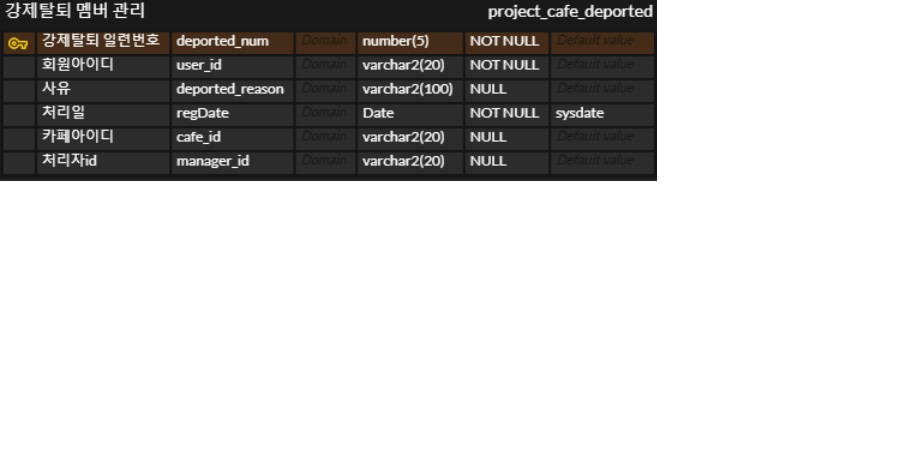 강제탈퇴 멤버 관리 project_cafe_deported
강제탈퇴 일련번호 deported_num Domain number(5) NOT NULL Default value
회원아이디 user_id Domain varchar2(20) NOT NULL Default value
사유 deported_reason Domain varchar2(100) NULL Default value
처리일 regDate Domain Date NOT NULL sysdate
카페아이디 cafe_id Domain varchar2(20) NULL Default value
처리자id manager_id Domain varchar2(20) NULL Default value